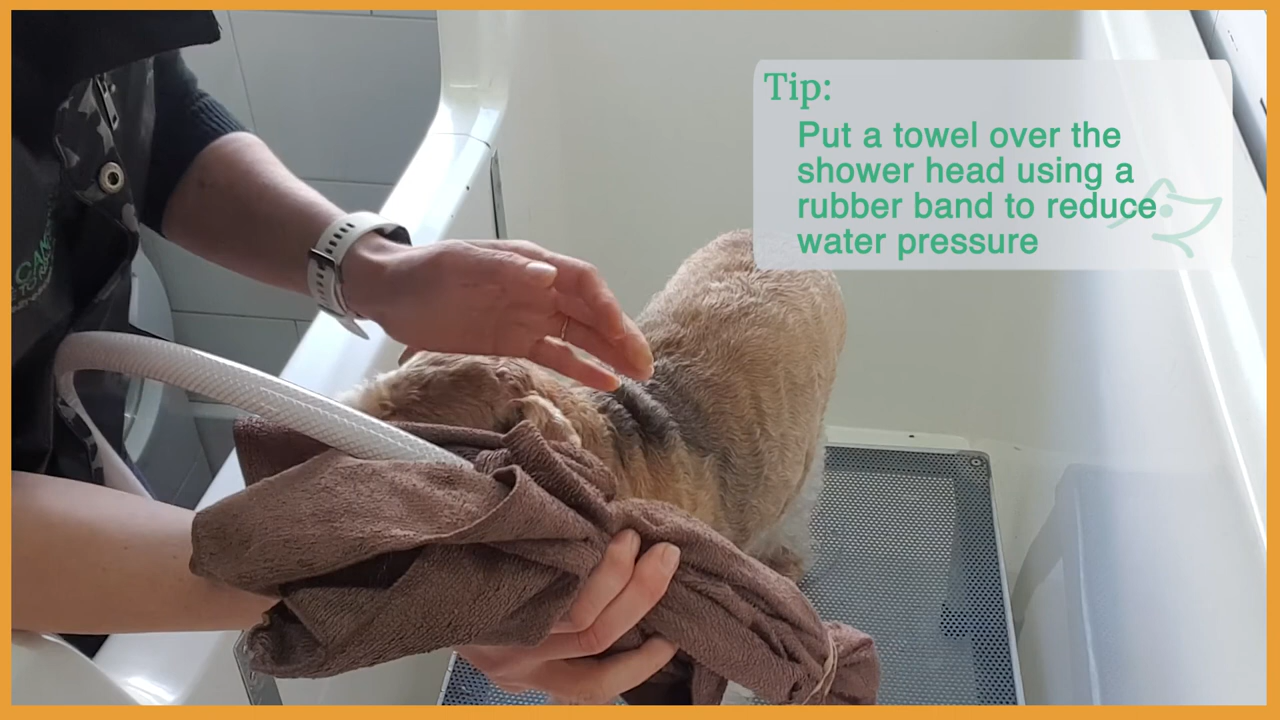 Tip:
Put a towel over the
shower head using a
rubber band to reduce
water pressure